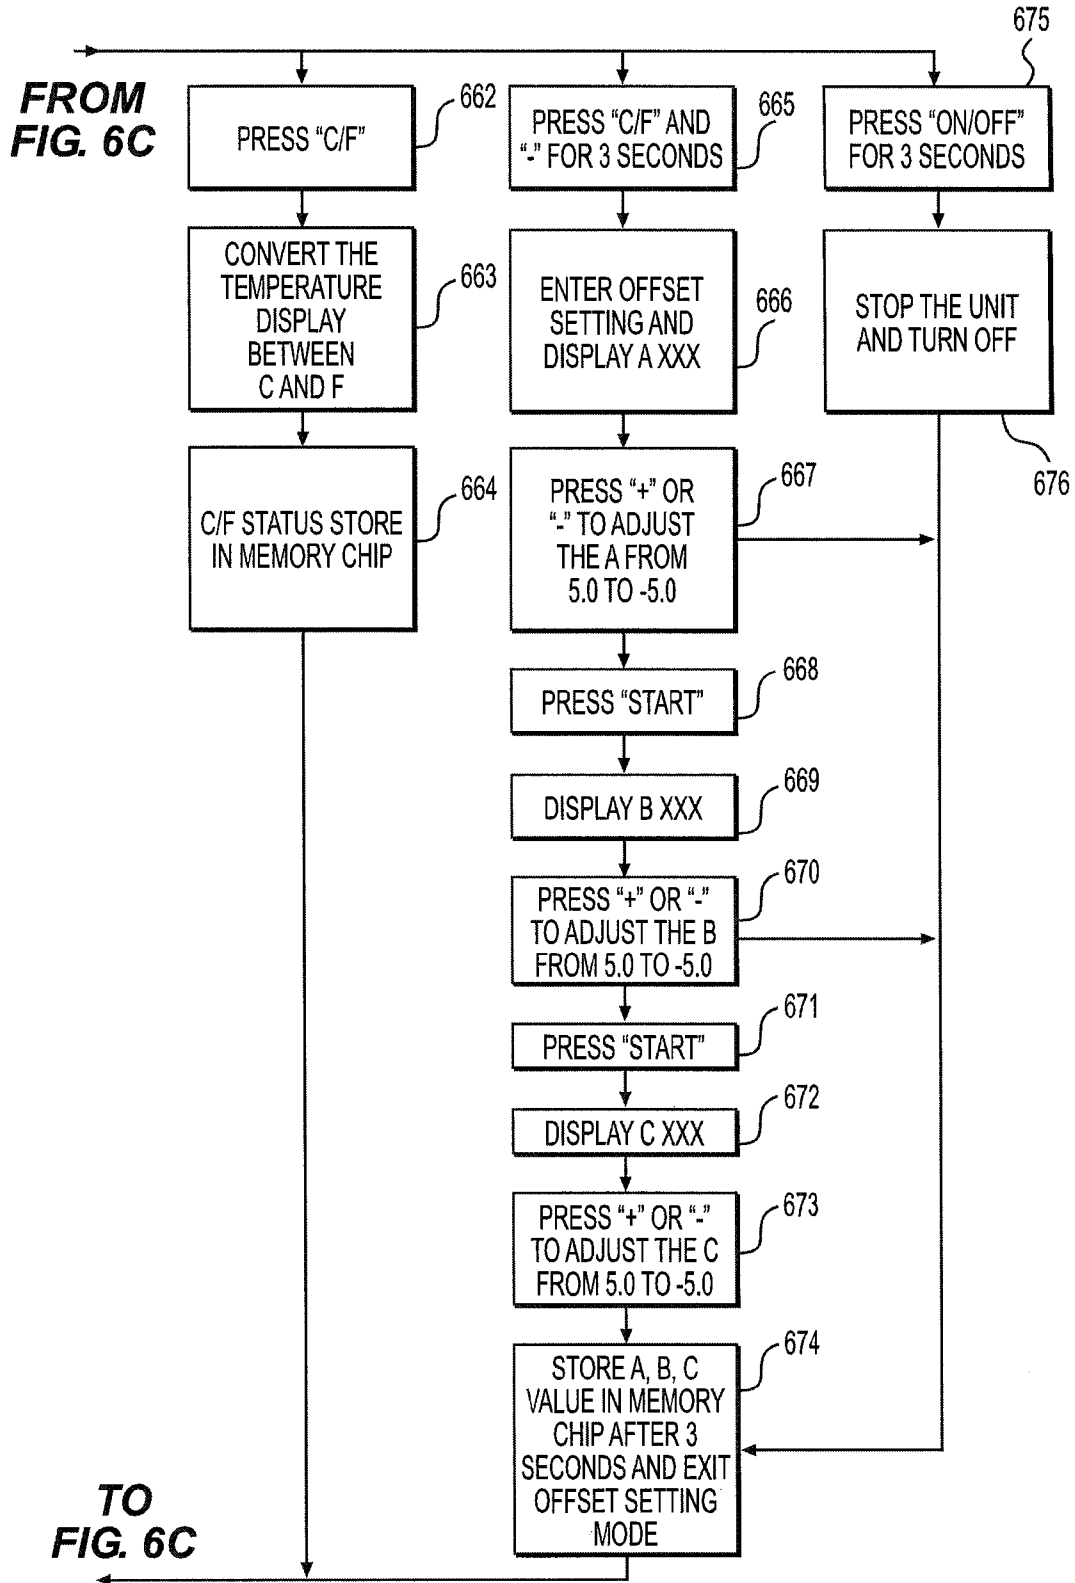 675
FROM
FIG. 6C
PRESS “C/F”
662
PRESS “C/F” AND
“-” FOR 3 SECONDS
665
PRESS “ON/OFF”
FOR 3 SECONDS
CONVERT THE
TEMPERATURE
DISPLAY
BETWEEN
C AND F
663
ENTER OFFSET
SETTING AND
DISPLAY A XXX
666
STOP THE UNIT
AND TURN OFF
676
C/F STATUS STORE
IN MEMORY CHIP
664
PRESS “+” OR
“-” TO ADJUST
THE A FROM
5.0 TO -5.0
667
PRESS “START”
668
DISPLAY B XXX
669
PRESS “+” OR “-”
TO ADJUST THE B
FROM 5.0 TO -5.0
670
PRESS “START”
671
DISPLAY C XXX
672
PRESS “+” OR “-”
TO ADJUST THE C
FROM 5.0 TO -5.0
673
STORE A, B, C
VALUE IN MEMORY
CHIP AFTER 3
SECONDS AND EXIT
OFFSET SETTING
MODE
674
TO
FIG. 6C